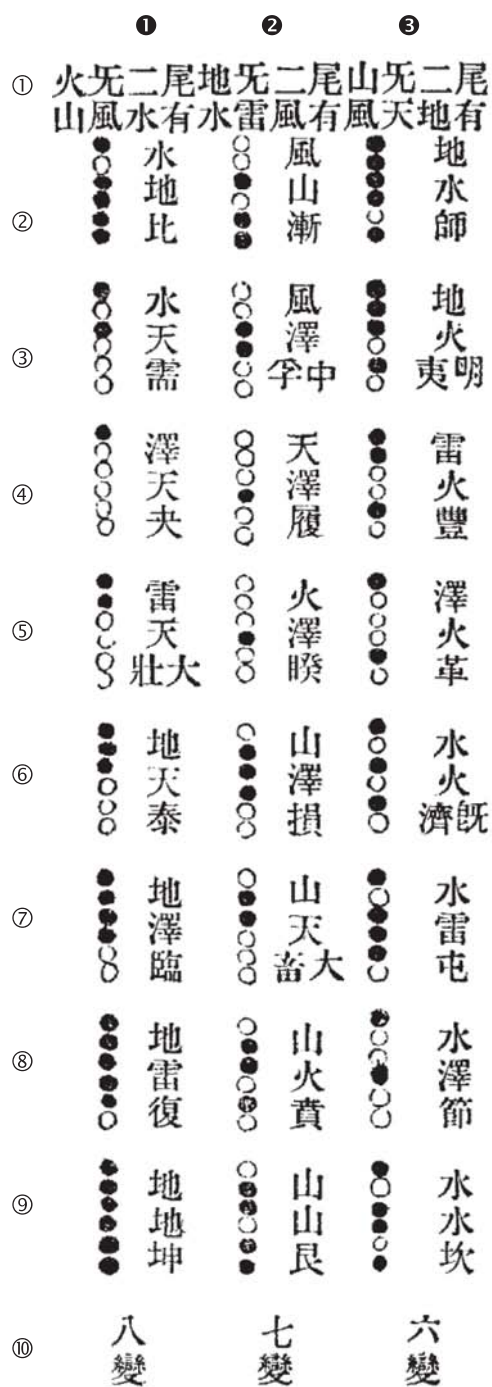 ❶ ❷ ❸
① 尾有二水旡風火山 尾有二風旡雷地水 尾有二地旡天山風
② 水地比 風山漸 地水師
③ 水天需 風澤中孚 地火明夷
④ 澤天夬 天澤履 雷火豐
⑤ 雷天大壯 火澤睽 澤火革
⑥ 地天泰 山澤損 水火既濟
⑦ 地澤臨 山天大畜 水雷屯
⑧ 地雷復 山火賁 水澤節
⑨ 地地坤 山山艮 水水坎
⑩ 八變 七變 六變